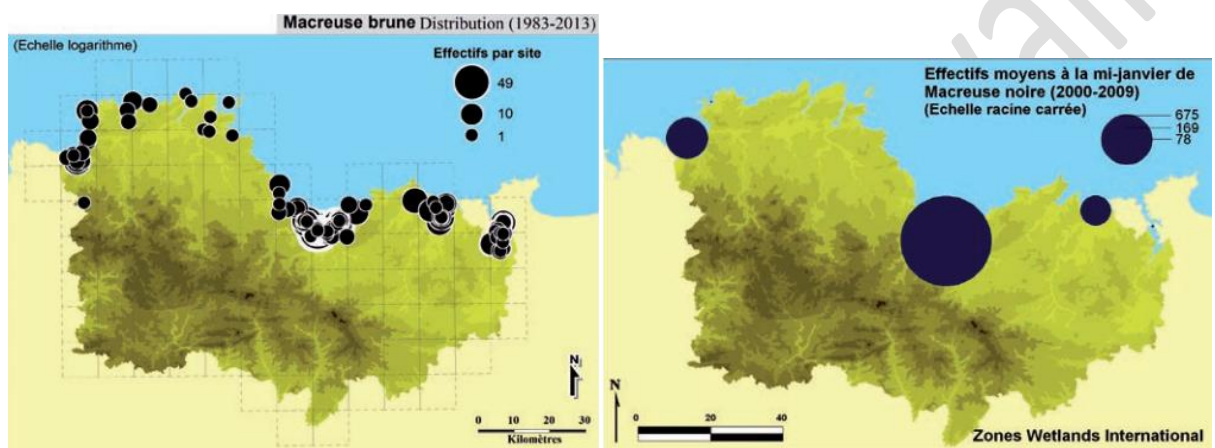 Macreuse brune Distribution (1983-2013)
(Echelle logarithme)
Effectifs par site
49
10
1
N
0 10 20 30
Kilomètres
Effectifs moyens à la mi-janvier de
Macreuse noire (2000-2009)
(Echelle racine carrée)
675
169
78
N
0 20 40
Zones Wetlands International